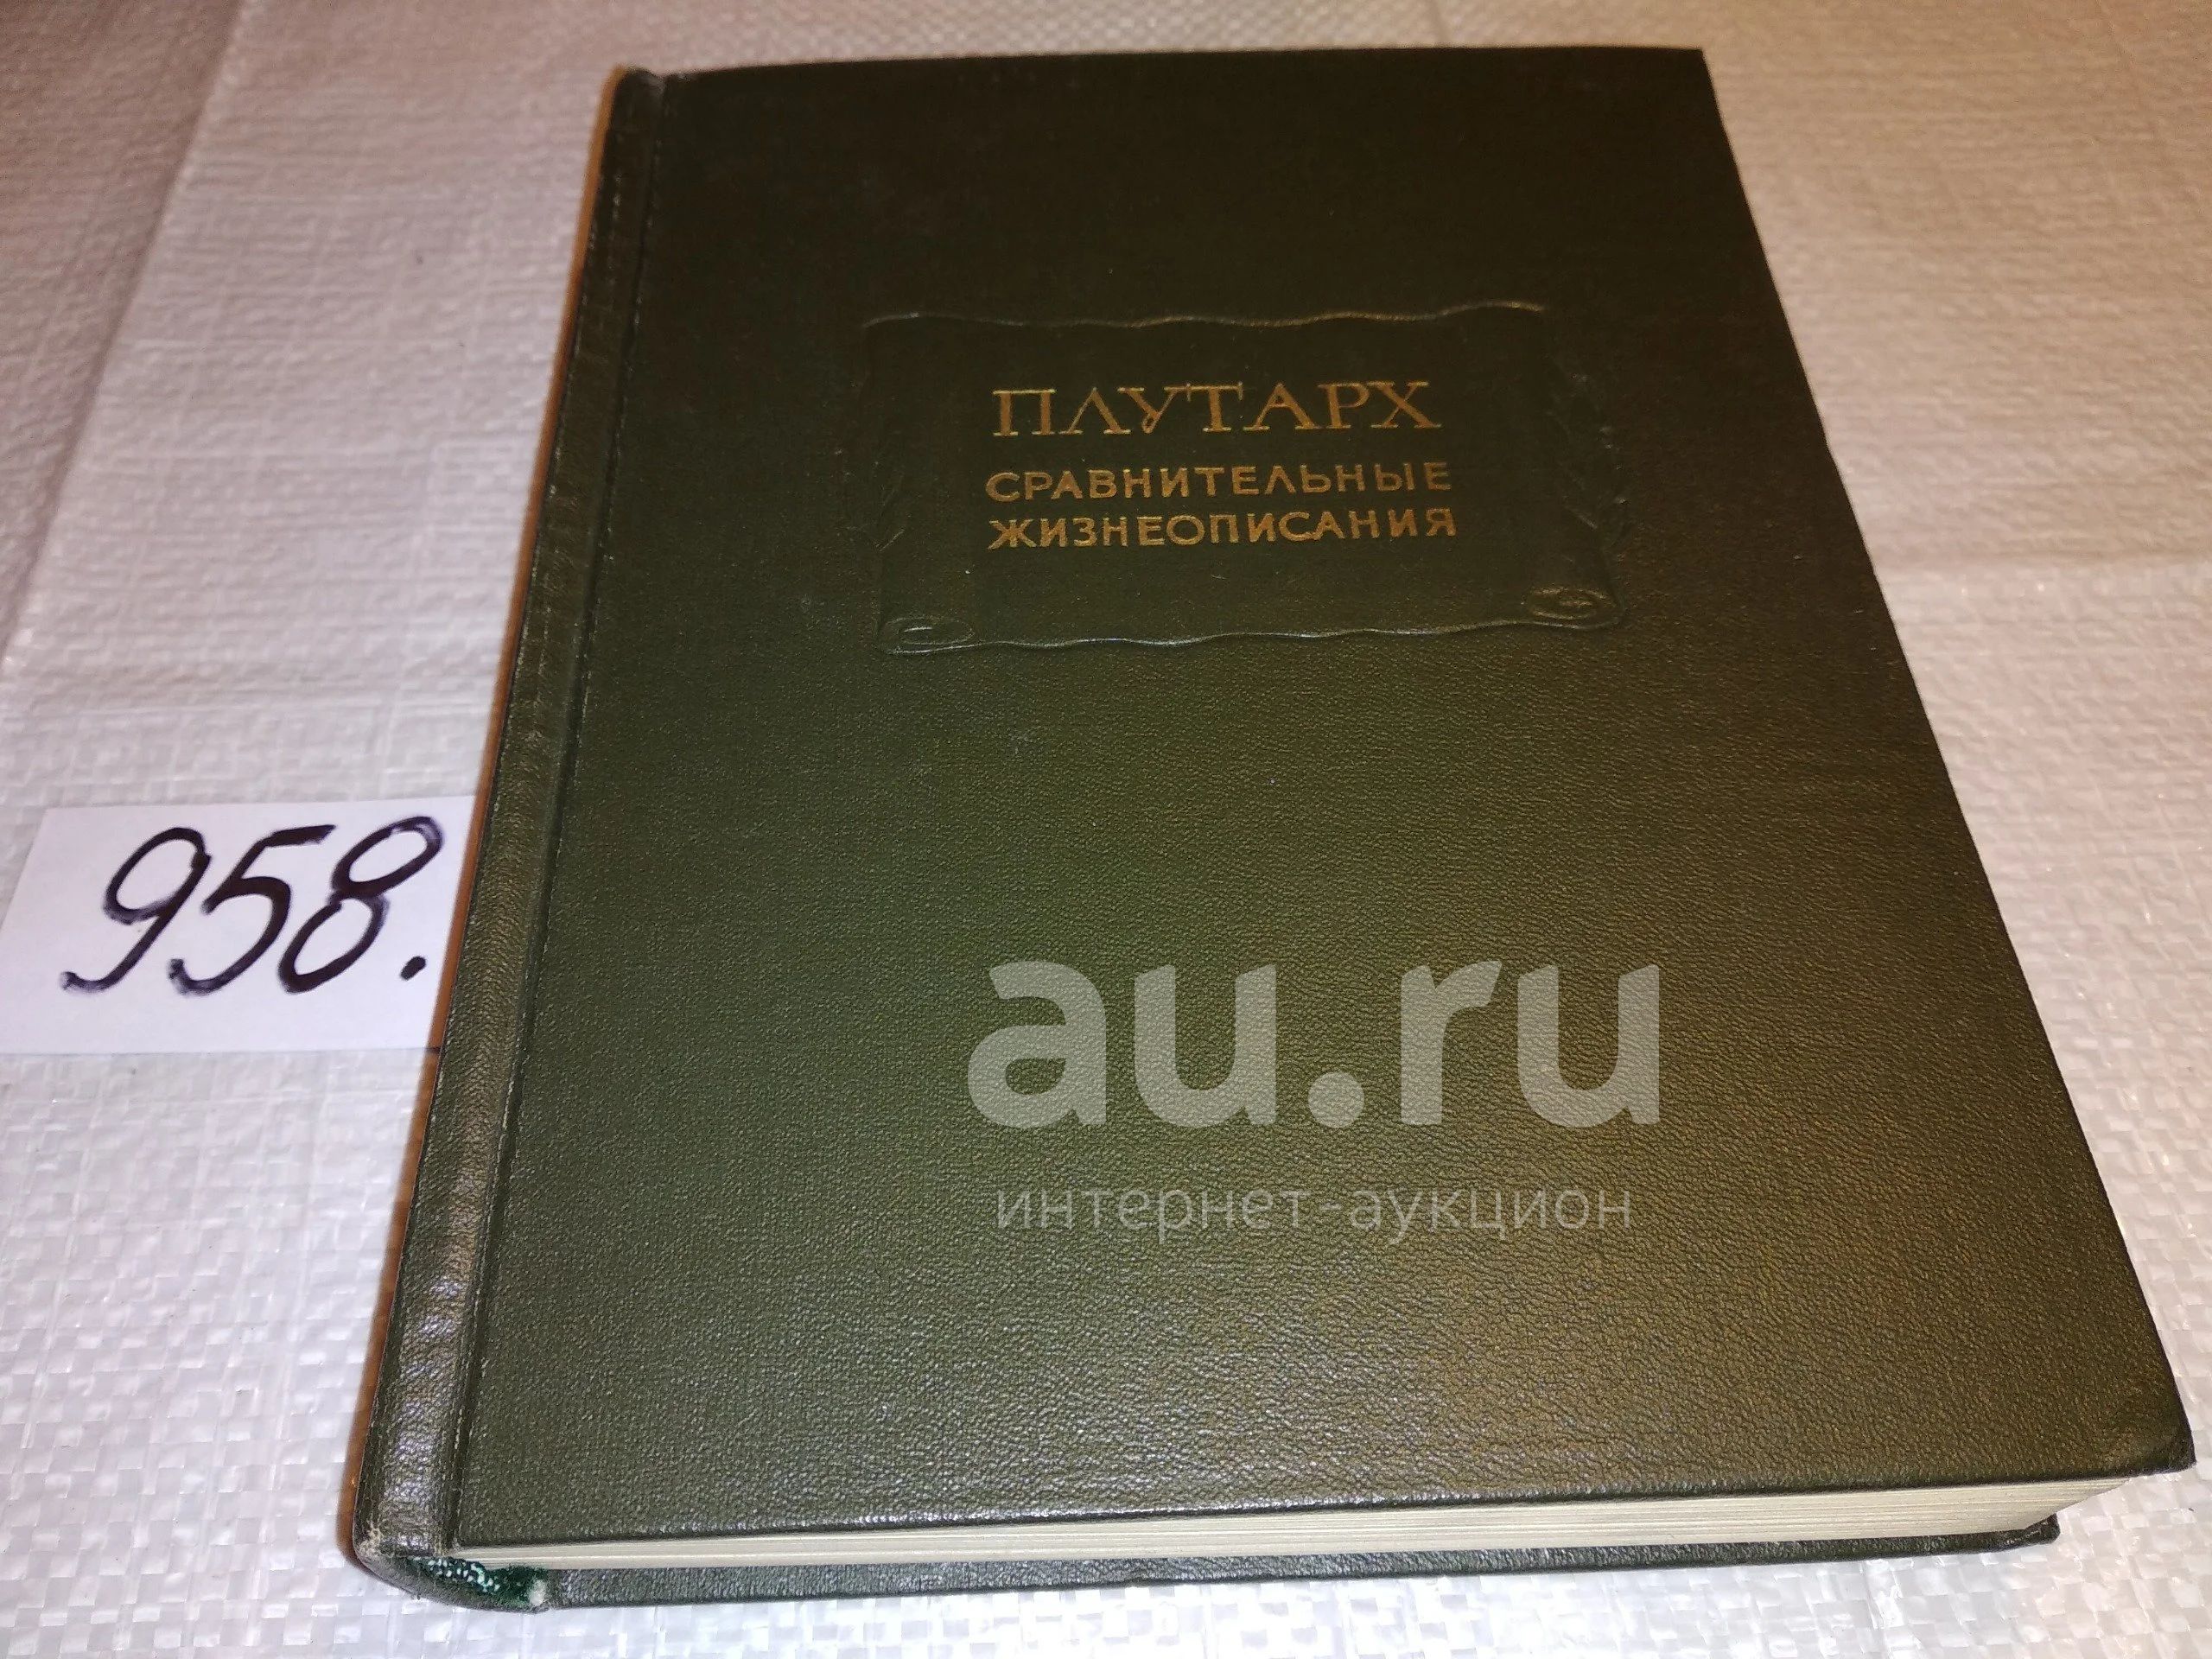 ПЛУТАРХ
СРАВНИТЕЛЬНЫЕ
ЖИЗНЕОПИСАНИЯ
958.
au.ru
интернет-аукцион